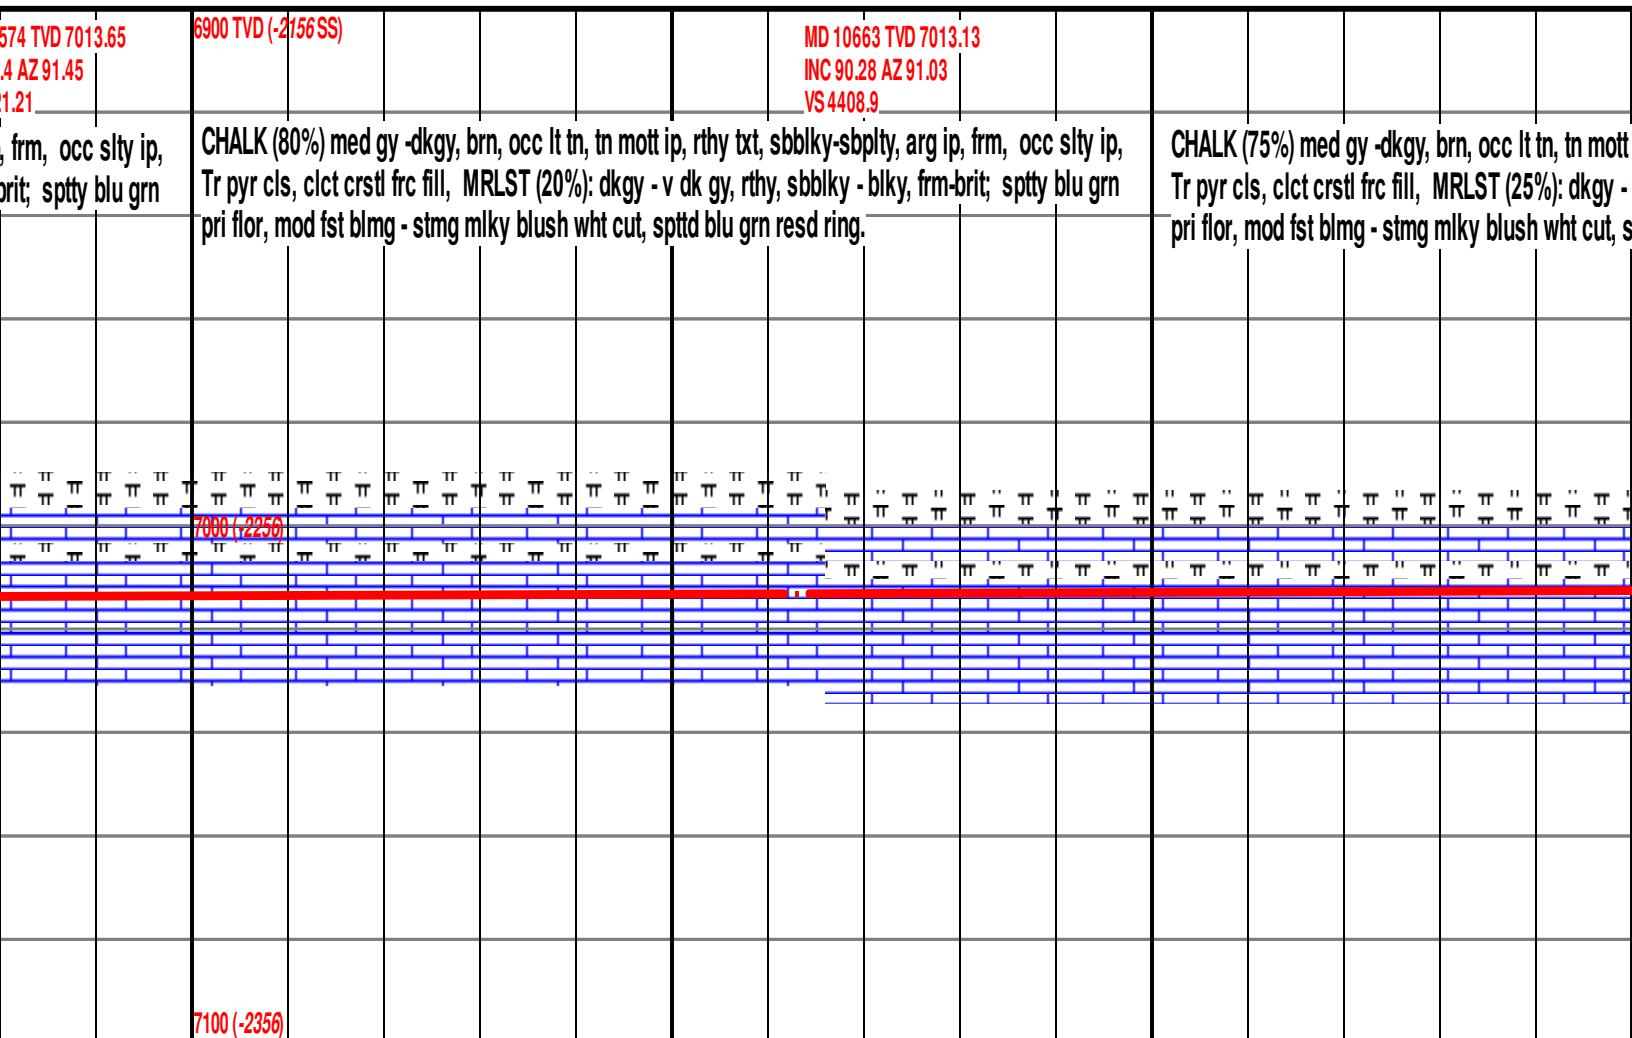 574 TVD 7013.65
.4 AZ 91.45
21.21
6900 TVD (-2156 SS)
MD 10663 TVD 7013.13
INC 90.28 AZ 91.03
VS 4408.9
, frm, occ slty ip,
brit; sptty blu grn
CHALK (80%) med gy -dkgy, brn, occ lt tn, tn mott ip, rthy txt, sbblky-sbplty, arg ip, frm, occ slty ip,
Tr pyr cls, clct crstl frc fill, MRLST (20%): dkgy - v dk gy, rthy, sbblky - blky, frm-brit; sptty blu grn
pri flor, mod fst blmg - stmg mlky blush wht cut, spttd blu grn resd ring.
CHALK (75%) med gy -dkgy, brn, occ lt tn, tn mott
Tr pyr cls, clct crstl frc fill, MRLST (25%): dkgy -
pri flor, mod fst blmg - stmg mlky blush wht cut, s
7000 (-2256)
7100 (-2356)